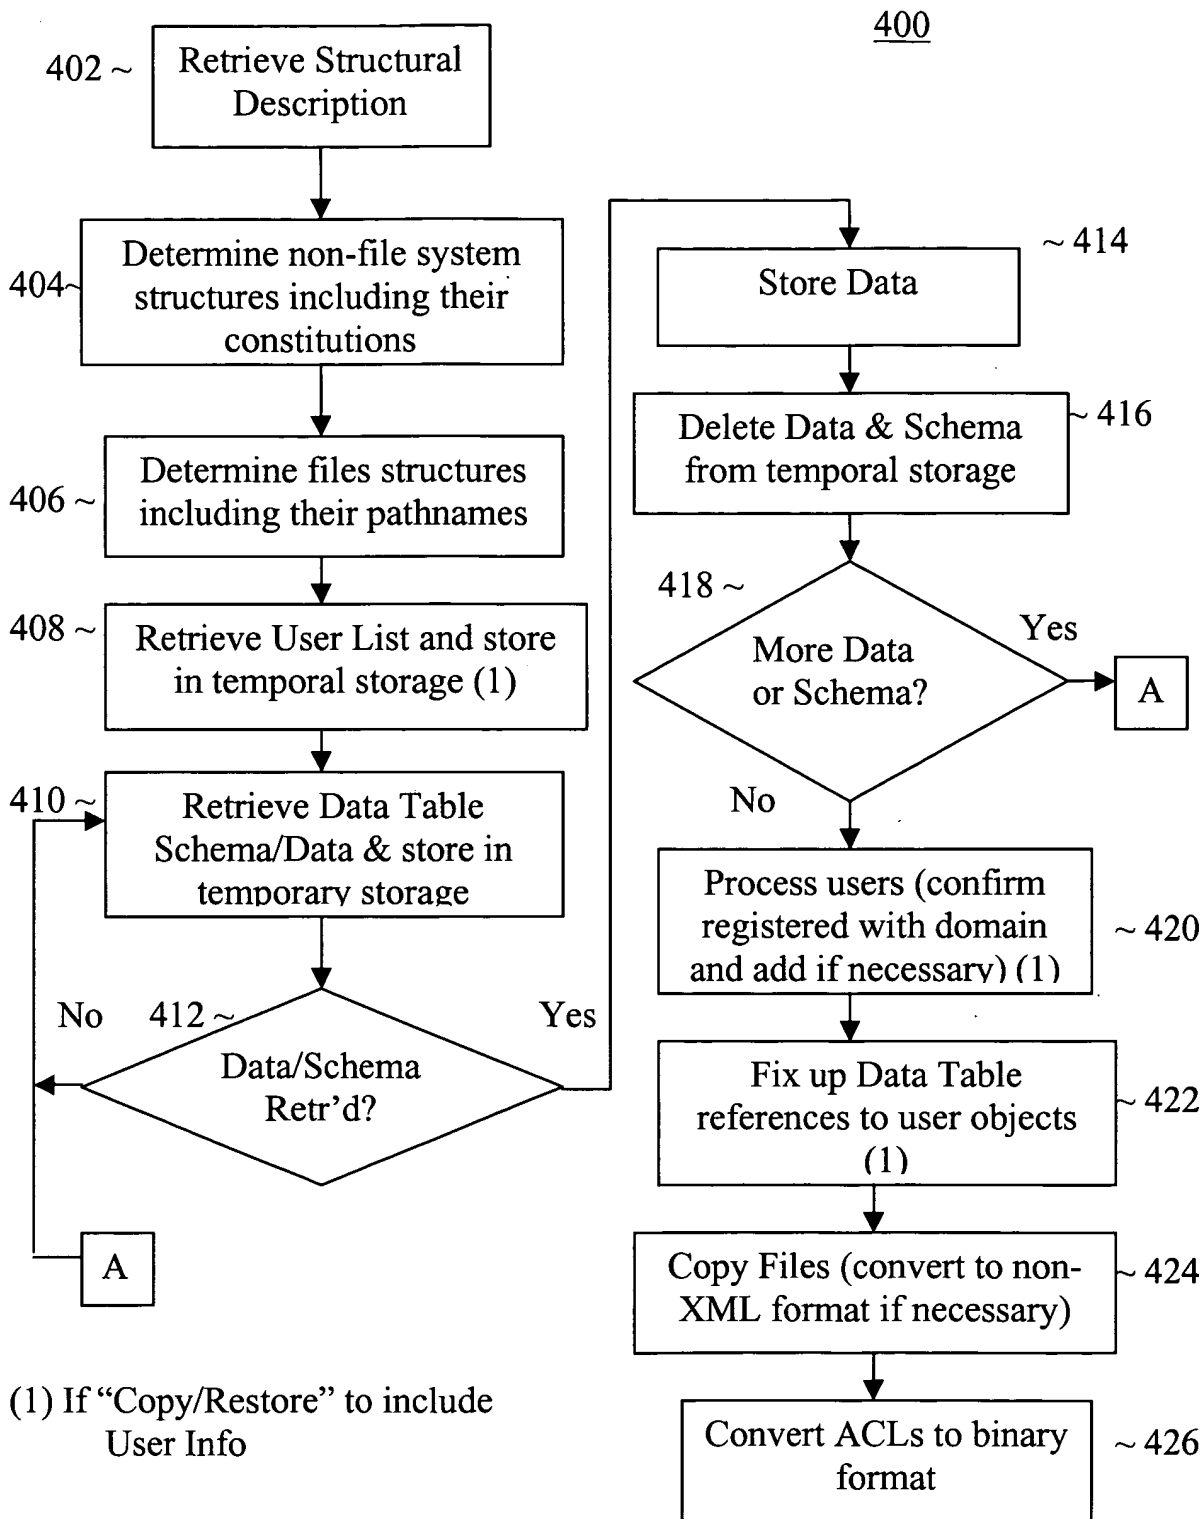 400
402 ~
Retrieve Structural
Description
404~
Determine non-file system
structures including their
constitutions
406 ~
Determine files structures
including their pathnames
408 ~
Retrieve User List and store
in temporal storage (1)
410 ~
Retrieve Data Table
Schema/Data & store in
temporary storage
No
412 ~
Yes
Data/Schema
Retr’d?
A
(1) If “Copy/Restore” to include
User Info
~ 414
Store Data
~ 416
Delete Data & Schema
from temporal storage
418 ~
Yes
More Data
or Schema?
A
No
Process users (confirm
registered with domain
and add if necessary) (1)
~ 420
Fix up Data Table
references to user objects
(1)
~ 422
Copy Files (convert to non-
XML format if necessary)
~ 424
Convert ACLs to binary
format
~ 426